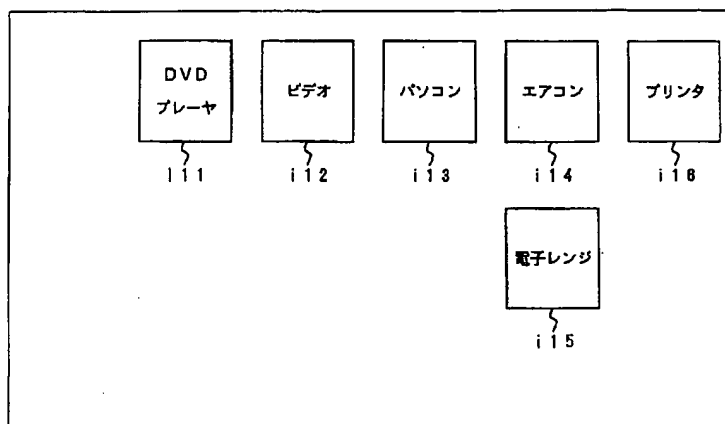 DVD
プレーヤ
ビデオ
パソコン
エアコン
プリンタ
i11
i12
i13
i14
i16
電子レンジ
i15